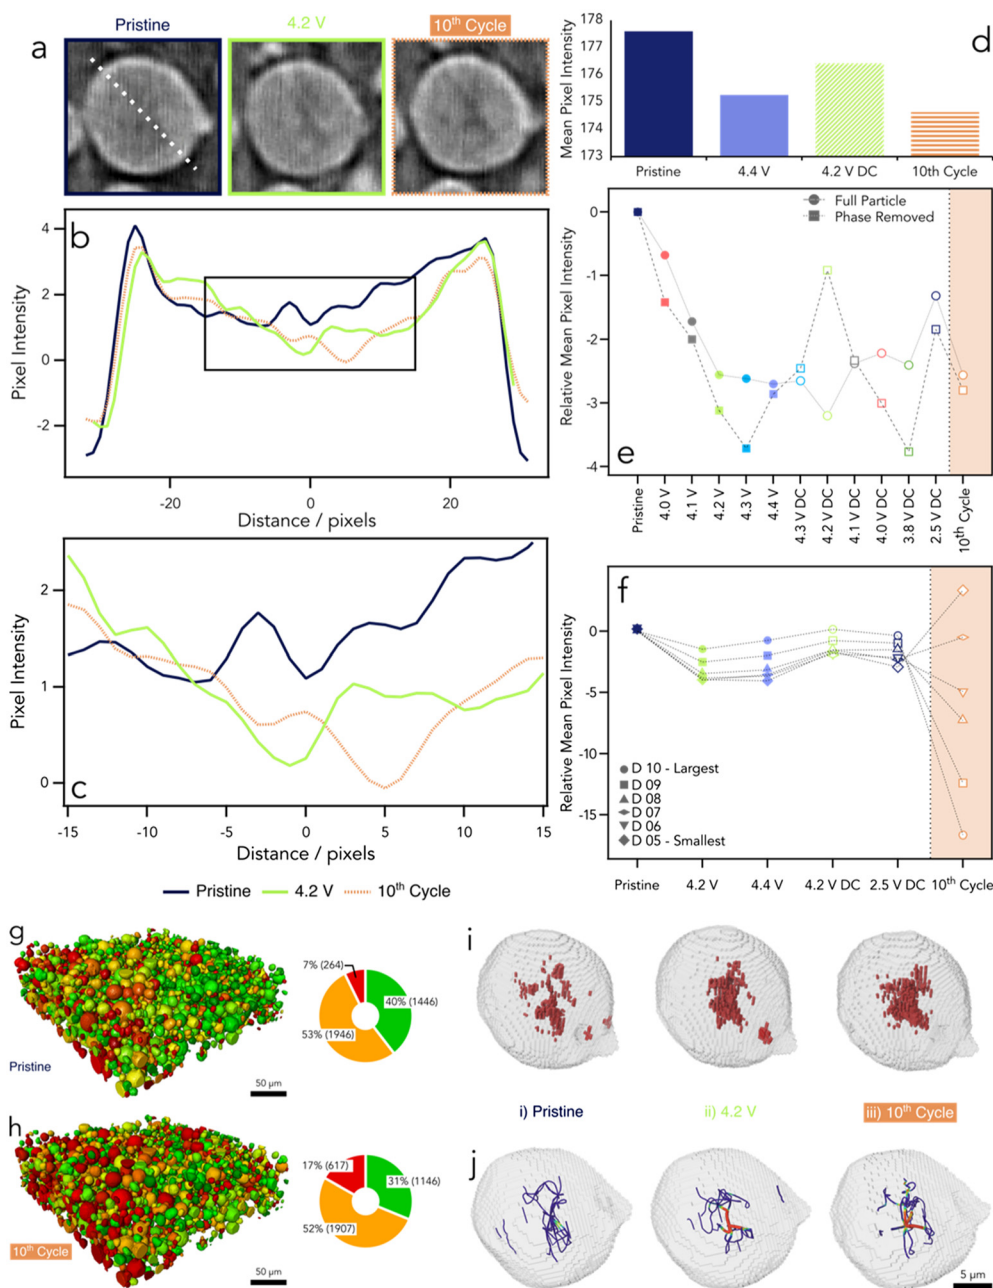 Pristine
4.2 V
10th Cycle
a
d
Mean Pixel Intensity
178
177
176
175
174
173
Pristine
4.4 V
4.2 V DC
10th Cycle
b
Pixel Intensity
4
2
0
-2
-20
0
20
Distance / pixels
Full Particle
Phase Removed
Relative Mean Pixel Intensity
0
-1
-2
-3
-4
e
Pristine
4.0 V
4.1 V
4.2 V
4.3 V
4.4 V
4.3 V DC
4.2 V DC
4.1 V DC
4.0 V DC
3.8 V DC
2.5 V DC
10th Cycle
c
Pixel Intensity
2
1
0
-15
-10
-5
0
5
10
15
Distance / pixels
Pristine
4.2 V
10th Cycle
f
Relative Mean Pixel Intensity
0
-5
-10
-15
D 10 - Largest
D 09
D 08
D 07
D 06
D 05 - Smallest
Pristine
4.2 V
4.4 V
4.2 V DC
2.5 V DC
10th Cycle
g
7% (264)
40% (1446)
53% (1946)
Pristine
50 µm
h
17% (617)
31% (1146)
52% (1907)
10th Cycle
50 µm
i
i) Pristine
ii) 4.2 V
iii) 10th Cycle
j
5 µm